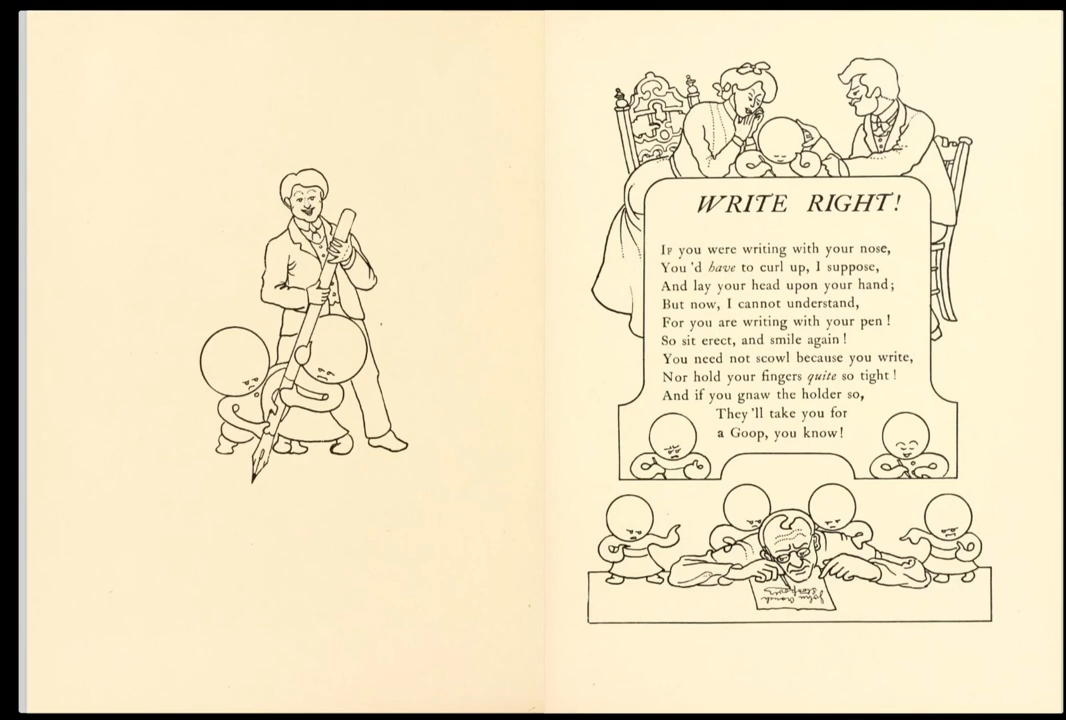 WRITE RIGHT!
IF you were writing with your nose,
You'd have to curl up, I suppose,
And lay your head upon your hand;
But now, I cannot understand,
For you are writing with your pen!
So sit erect, and smile again!
You need not scowl because you write,
Nor hold your fingers quite so tight!
And if you gnaw the holder so,
They'll take you for
a Goop, you know!
John